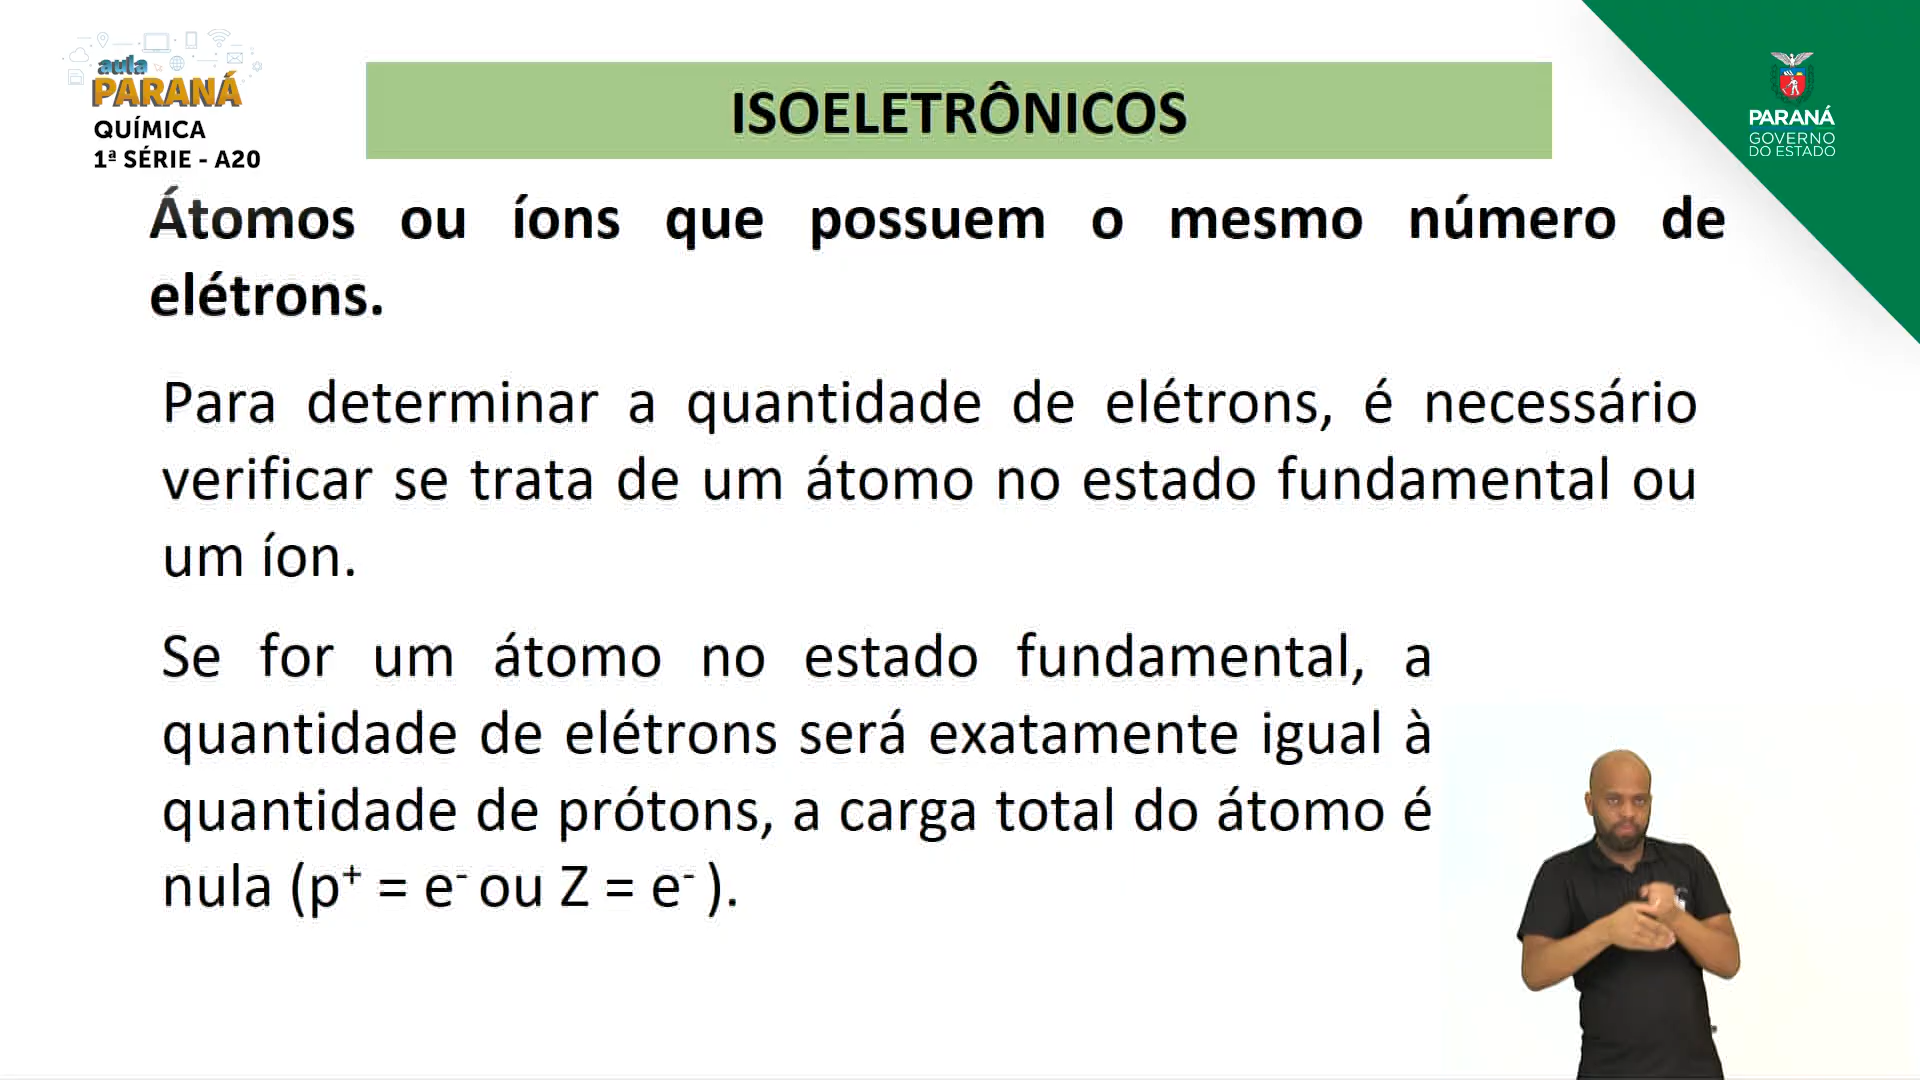 aula
PARANÁ
QUÍMICA
1ª SÉRIE - A20
ISOELETRÔNICOS
PARANÁ
GOVERNO
DO ESTADO
Átomos ou íons que possuem o mesmo número de
elétrons.
Para determinar a quantidade de elétrons, é necessário
verificar se trata de um átomo no estado fundamental ou
um íon.
Se for um átomo no estado fundamental, a
quantidade de elétrons será exatamente igual à
quantidade de prótons, a carga total do átomo é
nula (p⁺ = e⁻ ou Z = e⁻ ).